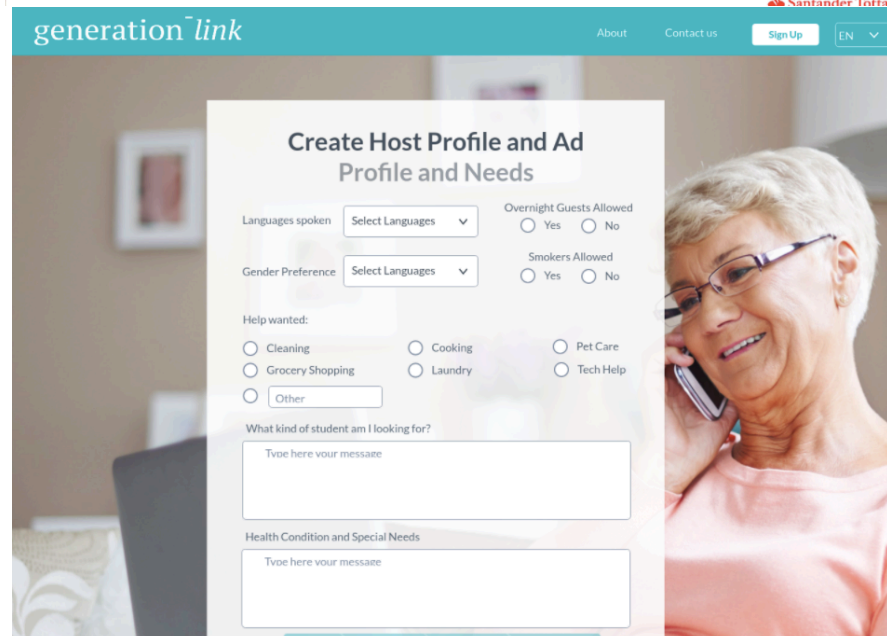 Santander Totta
generation-link
About
Contact us
Sign Up
EN
Create Host Profile and Ad
Profile and Needs
Languages spoken
Select Languages
Overnight Guests Allowed
Yes
No
Gender Preference
Select Languages
Smokers Allowed
Yes
No
Help wanted:
Cleaning
Cooking
Pet Care
Grocery Shopping
Laundry
Tech Help
Other
What kind of student am I looking for?
Type here your message
Health Condition and Special Needs
Type here your message